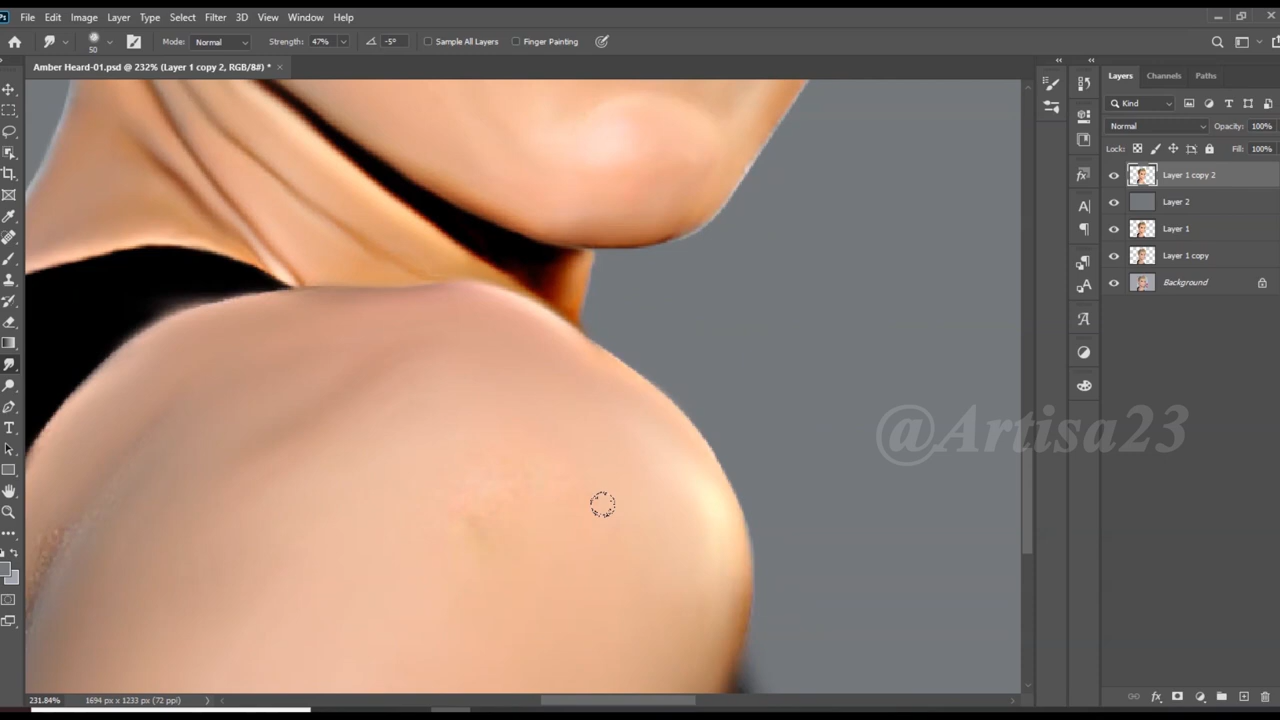 File Edit Image Layer Type Select Filter 3D View Window Help
50 Mode: Normal Strength: 47% -5° Sample All Layers Finger Painting
Amber Heard-01.psd @ 232% (Layer 1 copy 2, RGB/8#) * ×
Layers Channels Paths
Kind
Normal Opacity: 100%
Lock: Fill: 100%
Layer 1 copy 2
Layer 2
Layer 1
Layer 1 copy
Background
@Artisa23
231.84% 1694 px x 1233 px (72 ppi)